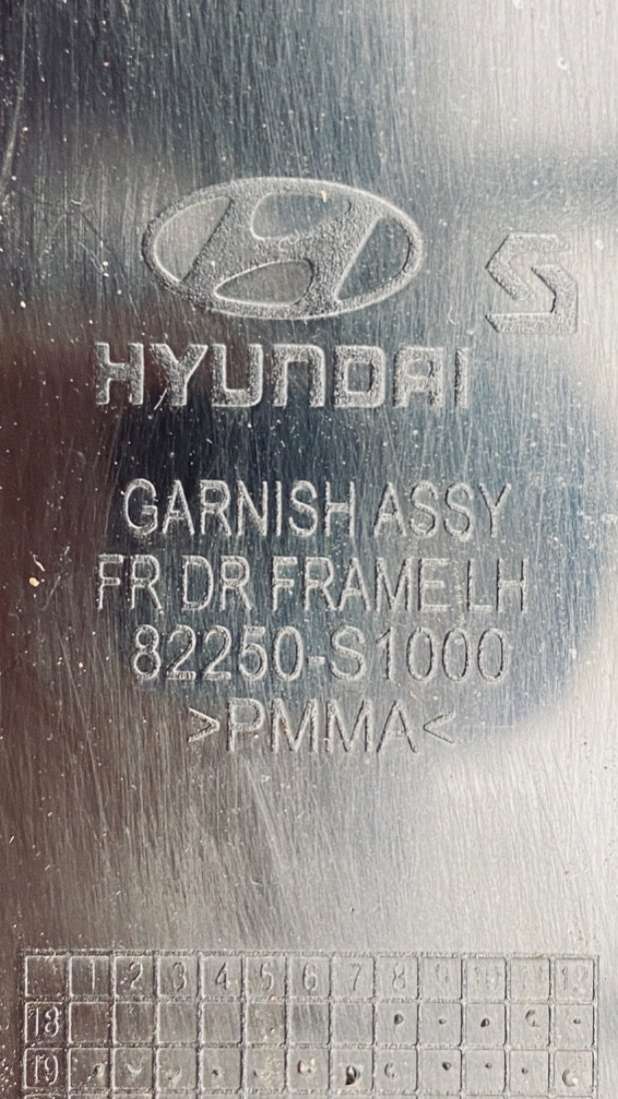 HYUNDAI
GARNISH ASSY
FR DR FRAME LH
82250-S1000
>PMMA<
1 2 3 4 5 6 7 8 9 10 11 12
18
19